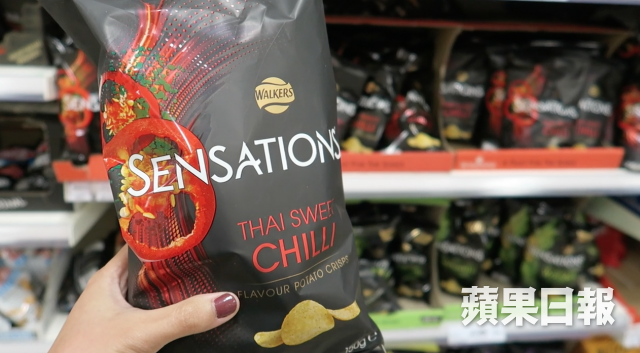 WALKERS
SENSATIONS
THAI SWEET
CHILLI
FLAVOUR POTATO CRISPS
蘋果日報